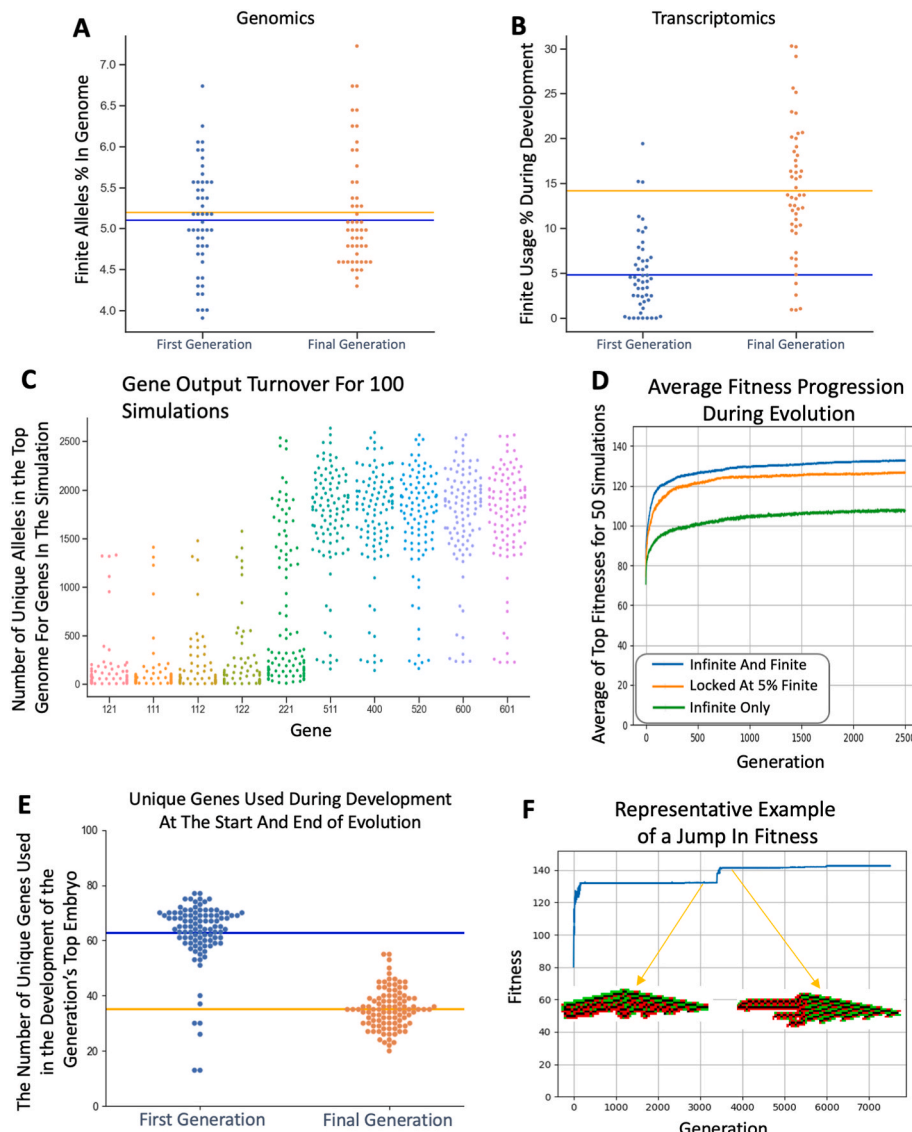 A
Genomics
Finite Alleles % In Genome
7.0
6.5
6.0
5.5
5.0
4.5
4.0
First Generation
Final Generation
B
Transcriptomics
Finite Usage % During Development
30
25
20
15
10
5
0
First Generation
Final Generation
C
Gene Output Turnover For 100
Simulations
Number of Unique Alleles in the Top
Genome For Genes In The Simulation
2500
2000
1500
1000
500
0
121
111
112
122
221
511
400
520
600
601
Gene
D
Average Fitness Progression
During Evolution
Average of Top Fitnesses for 50 Simulations
140
120
100
80
60
40
20
0
Infinite And Finite
Locked At 5% Finite
Infinite Only
0
500
1000
1500
2000
2500
Generation
E
Unique Genes Used During Development
At The Start And End of Evolution
The Number of Unique Genes Used
in the Development of the
Generation's Top Embryo
100
80
60
40
20
0
First Generation
Final Generation
F
Representative Example
of a Jump In Fitness
Fitness
140
120
100
80
60
40
20
0
0
1000
2000
3000
4000
5000
6000
7000
Generation